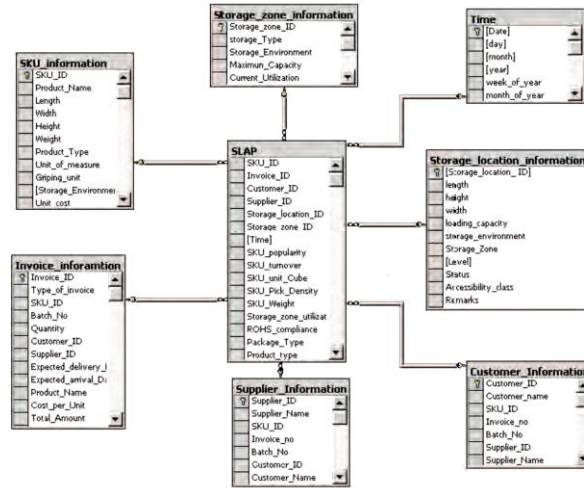 Storage_zone_information
Storage_zone_ID
storage_Type
Storage_Environment
Maximun_Capacity
Current_Utilization
Time
[Date]
[day]
[month]
[year]
week_of_year
month_of_year
SKU_information
SKU_ID
Product_Name
Length
Width
Height
Weight
Product_Type
Unit_of_measure
Griping_unit
[Storage_Environmen
Unit_cost
SLAP
SKU_ID
Invoice_ID
Customer_ID
Supplier_ID
Storage_location_ID
Storage_zone_ID
[Time]
SKU_popularity
SKU_turnover
SKU_unit_Cube
SKU_Pick_Density
SKU_Weight
Storage_zone_utilizat
ROHS_compliance
Package_Type
Product_type
Storage_location_information
[Storage_location_ID]
length
height
width
loading_capacity
storage_environment
Storage_Zone
[Level]
Status
Accessibility_class
Remarks
Invoice_inforamtion
Invoice_ID
Type_of_invoice
SKU_ID
Batch_No
Quantity
Customer_ID
Supplier_ID
Expected_delivery_
Expected_arrival_Da
Product_Name
Cost_per_Unit
Total_Amount
Supplier_Information
Supplier_ID
Supplier_Name
SKU_ID
Invoice_no
Batch_No
Customer_ID
Customer_Name
Customer_Information
Customer_ID
Customer_name
SKU_ID
Invoice_no
Batch_No
Supplier_ID
Supplier_Name